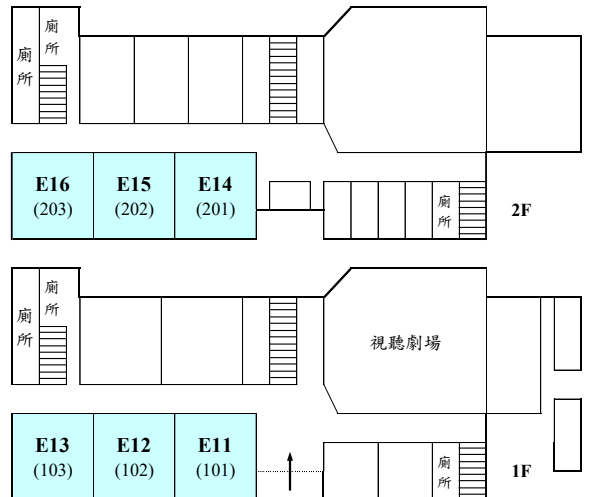 廁所
廁所
E16
(203)
E15
(202)
E14
(201)
廁所
2F
廁所
廁所
視聽劇場
E13
(103)
E12
(102)
E11
(101)
廁所
1F